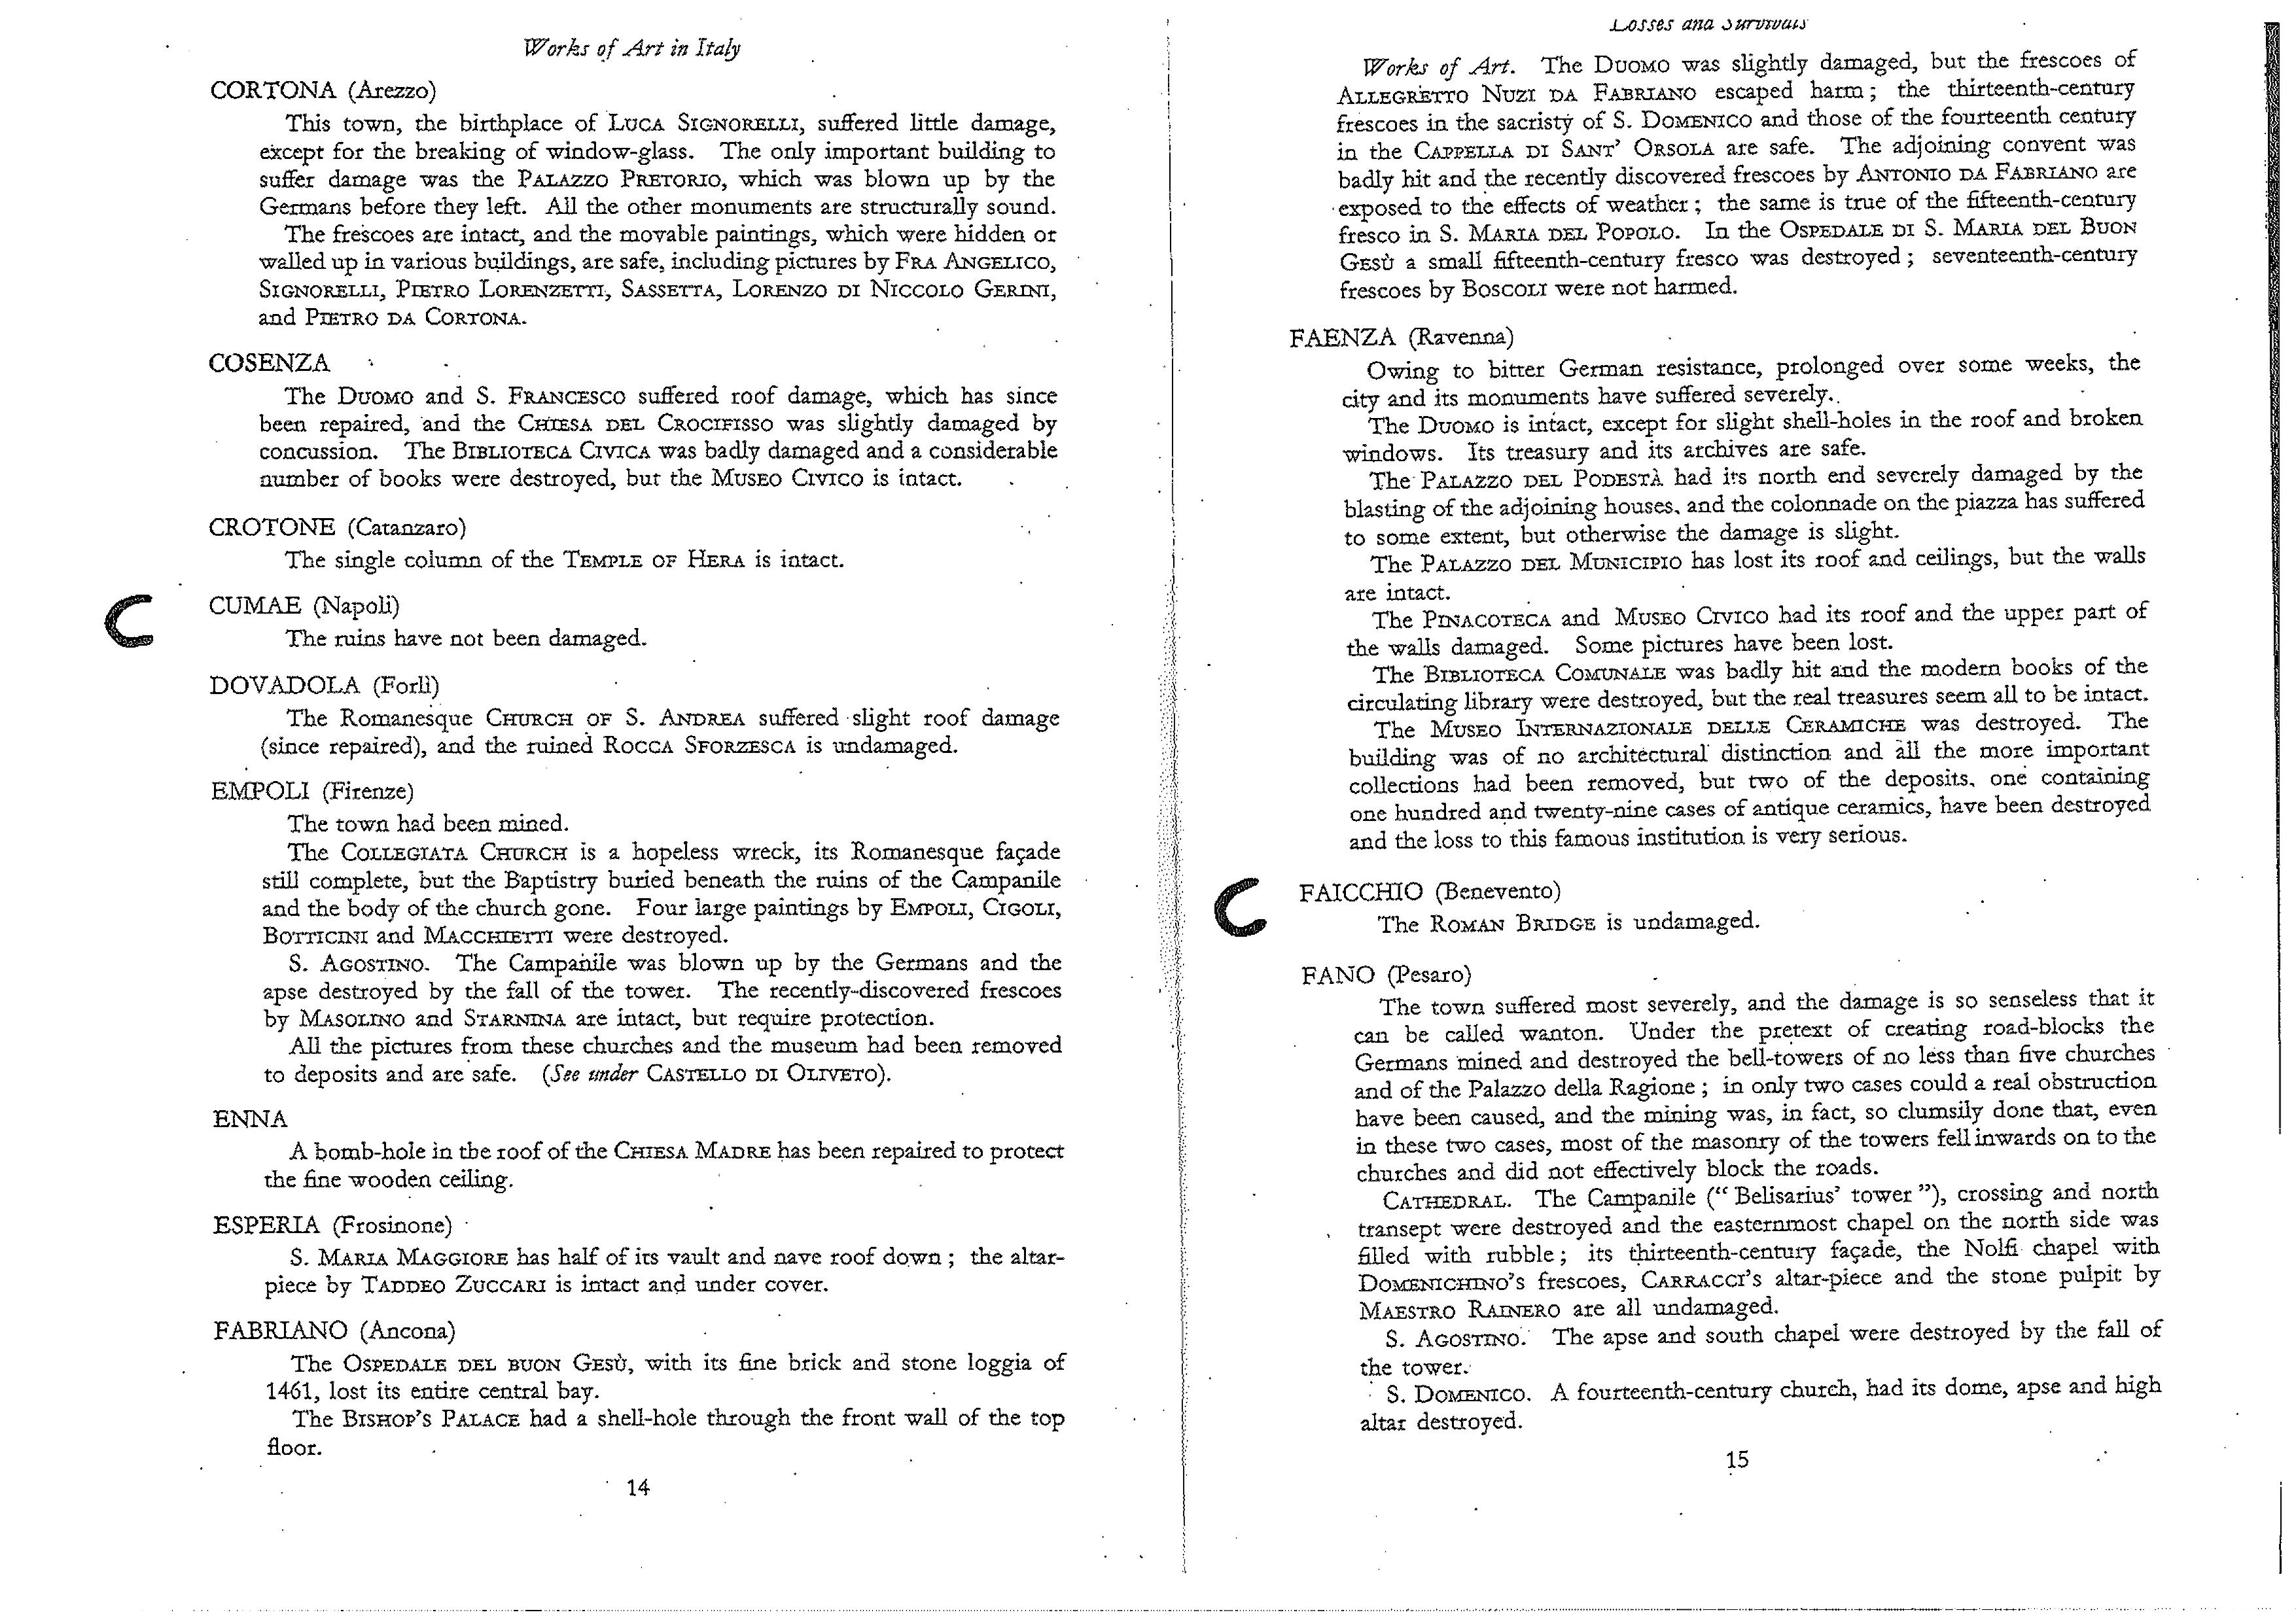 Works of Art in Italy
CORTONA (Arezzo)
This town, the birthplace of LUCA SIGNORELLI, suffered little damage,
except for the breaking of window-glass. The only important building to
suffer damage was the PALAZZO PRETORIO, which was blown up by the
Germans before they left. All the other monuments are structurally sound.
The frescoes are intact, and the movable paintings, which were hidden or
walled up in various buildings, are safe, including pictures by FRA ANGELICO,
SIGNORELLI, PIETRO LORENZETTI, SASSETTA, LORENZO DI NICCOLO GERINI,
and PIETRO DA CORTONA.
COSENZA
The DUOMO and S. FRANCESCO suffered roof damage, which has since
been repaired, and the CHIESA DEL CROCIFISSO was slightly damaged by
concussion. The BIBLIOTECA CIVICA was badly damaged and a considerable
number of books were destroyed, but the MUSEO CIVICO is intact.
CROTONE (Catanzaro)
The single column of the TEMPLE OF HERA is intact.
CUMAE (Napoli)
The ruins have not been damaged.
DOVADOLA (Forlì)
The Romanesque CHURCH OF S. ANDREA suffered slight roof damage
(since repaired), and the ruined ROCCA SFORZESCA is undamaged.
EMPOLI (Firenze)
The town had been mined.
The COLLEGIATA CHURCH is a hopeless wreck, its Romanesque façade
still complete, but the Baptistry buried beneath the ruins of the Campanile
and the body of the church gone. Four large paintings by EMPOLI, CIGOLI,
BOTTICINI and MACCHIETTI were destroyed.
S. AGOSTINO. The Campanile was blown up by the Germans and the
apse destroyed by the fall of the tower. The recently-discovered frescoes
by MASOLINO and STARNINA are intact, but require protection.
All the pictures from these churches and the museum had been removed
to deposits and are safe. (See under CASTELLO DI OLIVETO).
ENNA
A bomb-hole in the roof of the CHIESA MADRE has been repaired to protect
the fine wooden ceiling.
ESPERIA (Frosinone)
S. MARIA MAGGIORE has half of its vault and nave roof down ; the altar-
piece by TADDEO ZUCCARI is intact and under cover.
FABRIANO (Ancona)
The OSPEDALE DEL BUON GESÙ, with its fine brick and stone loggia of
1461, lost its entire central bay.
The BISHOP'S PALACE had a shell-hole through the front wall of the top
floor.
14
Losses and Survivals
Works of Art. The DUOMO was slightly damaged, but the frescoes of
ALLEGRETTO NUZI DA FABRIANO escaped harm ; the thirteenth-century
frescoes in the sacristy of S. DOMENICO and those of the fourteenth century
in the CAPPELLA DI SANT' ORSOLA are safe. The adjoining convent was
badly hit and the recently discovered frescoes by ANTONIO DA FABRIANO are
exposed to the effects of weather ; the same is true of the fifteenth-century
fresco in S. MARIA DEL POPOLO. In the OSPEDALE DI S. MARIA DEL BUON
GESÙ a small fifteenth-century fresco was destroyed ; seventeenth-century
frescoes by BOSCOLI were not harmed.
FAENZA (Ravenna)
Owing to bitter German resistance, prolonged over some weeks, the
city and its monuments have suffered severely.
The DUOMO is intact, except for slight shell-holes in the roof and broken
windows. Its treasury and its archives are safe.
The PALAZZO DEL PODESTÀ had its north end severely damaged by the
blasting of the adjoining houses, and the colonnade on the piazza has suffered
to some extent, but otherwise the damage is slight.
The PALAZZO DEL MUNICIPIO has lost its roof and ceilings, but the walls
are intact.
The PINACOTECA and MUSEO CIVICO had its roof and the upper part of
the walls damaged. Some pictures have been lost.
The BIBLIOTECA COMUNALE was badly hit and the modern books of the
circulating library were destroyed, but the real treasures seem all to be intact.
The MUSEO INTERNAZIONALE DELLE CERAMICHE was destroyed. The
building was of no architectural distinction and all the more important
collections had been removed, but two of the deposits, one containing
one hundred and twenty-nine cases of antique ceramics, have been destroyed
and the loss to this famous institution is very serious.
FAICCHIO (Benevento)
The ROMAN BRIDGE is undamaged.
FANO (Pesaro)
The town suffered most severely, and the damage is so senseless that it
can be called wanton. Under the pretext of creating road-blocks the
Germans mined and destroyed the bell-towers of no less than five churches
and of the Palazzo della Ragione ; in only two cases could a real obstruction
have been caused, and the mining was, in fact, so clumsily done that, even
in these two cases, most of the masonry of the towers fell inwards on to the
churches and did not effectively block the roads.
CATHEDRAL. The Campanile (“ Belisarius' tower ”), crossing and north
transept were destroyed and the easternmost chapel on the north side was
filled with rubble ; its thirteenth-century façade, the Nolfi chapel with
DOMENICHINO'S frescoes, CARRACCI'S altar-piece and the stone pulpit by
MAESTRO RAINERO are all undamaged.
S. AGOSTINO. The apse and south chapel were destroyed by the fall of
the tower.
S. DOMENICO. A fourteenth-century church, had its dome, apse and high
altar destroyed.
15